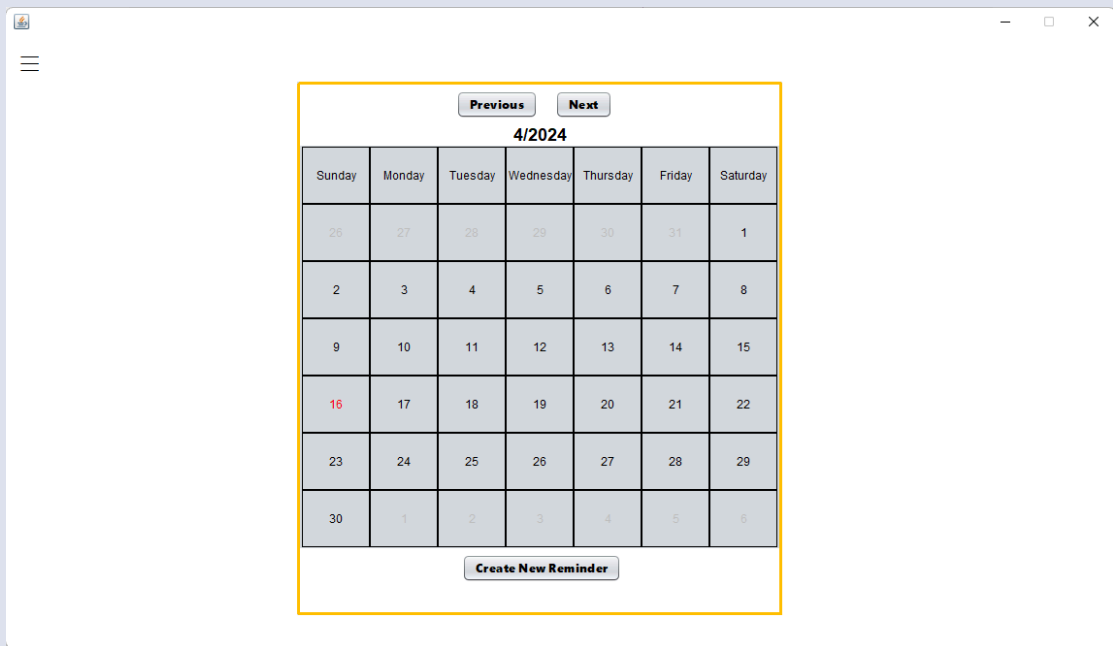 Previous Next
4/2024
Sunday Monday Tuesday Wednesday Thursday Friday Saturday
26 27 28 29 30 31 1
2 3 4 5 6 7 8
9 10 11 12 13 14 15
16 17 18 19 20 21 22
23 24 25 26 27 28 29
30 1 2 3 4 5 6
Create New Reminder